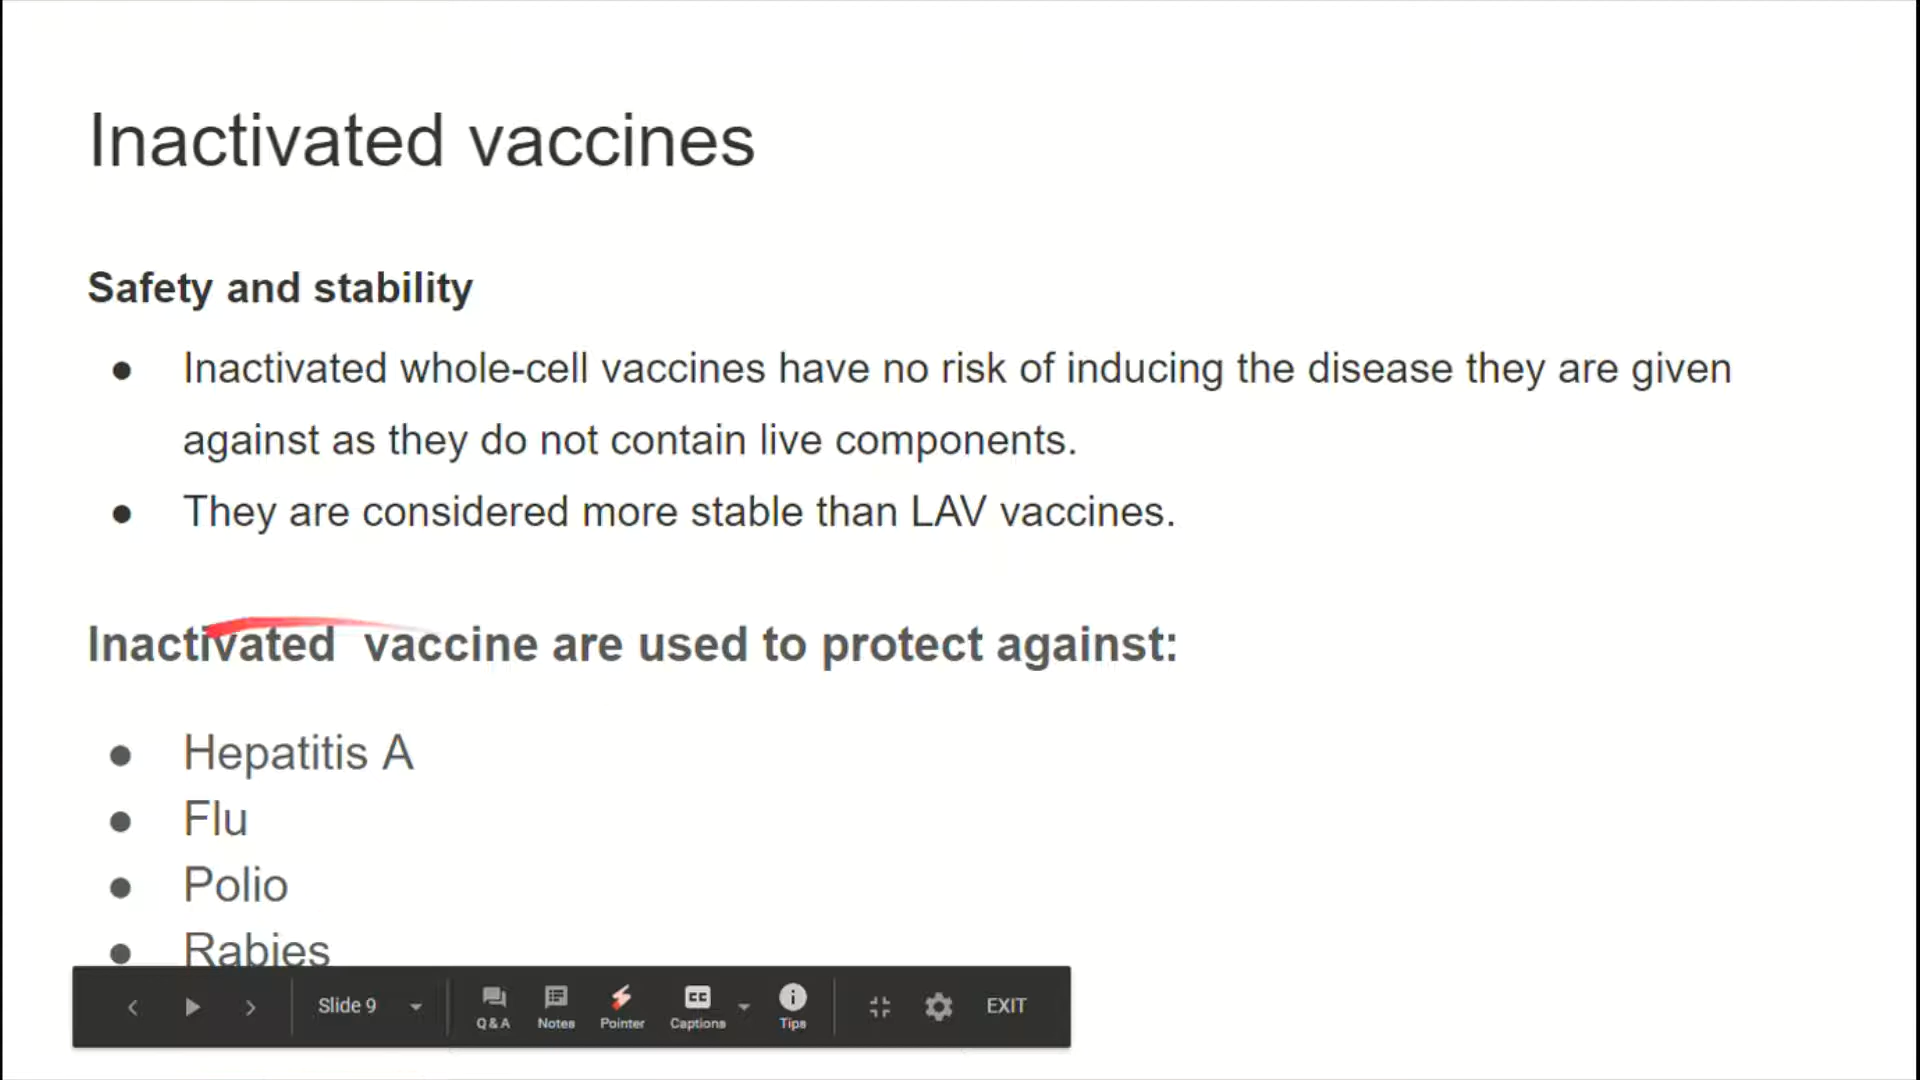 Inactivated vaccines
Safety and stability
● Inactivated whole-cell vaccines have no risk of inducing the disease they are given
against as they do not contain live components.
● They are considered more stable than LAV vaccines.
Inactivated  vaccine are used to protect against:
● Hepatitis A
● Flu
● Polio
● Rabies
Slide 9
Q & A
Notes
Pointer
CC
Captions
Tips
EXIT